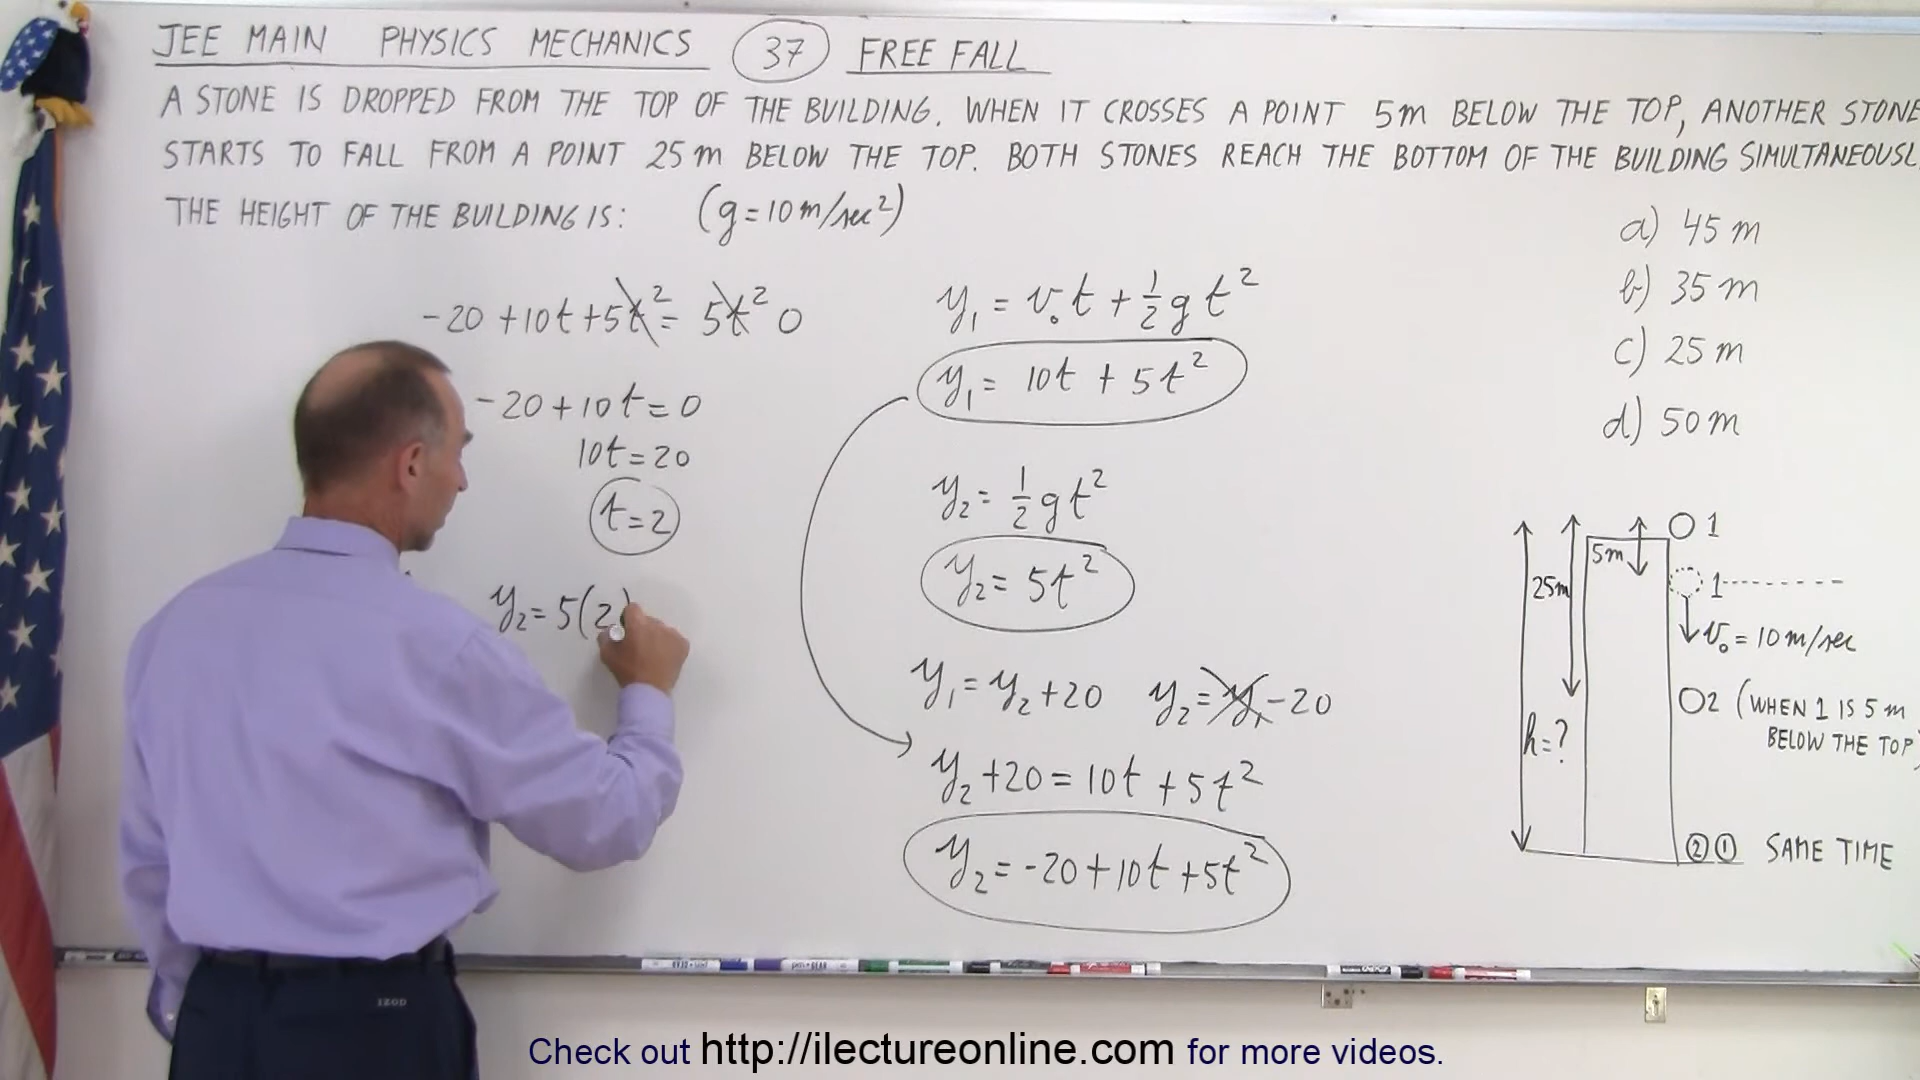 JEE MAIN PHYSICS MECHANICS 37 FREE FALL
A STONE IS DROPPED FROM THE TOP OF THE BUILDING. WHEN IT CROSSES A POINT 5m BELOW THE TOP, ANOTHER STONE
STARTS TO FALL FROM A POINT 25 m BELOW THE TOP. BOTH STONES REACH THE BOTTOM OF THE BUILDING SIMULTANEOUSL
THE HEIGHT OF THE BUILDING IS: (g=10 m/sec²)
-20 +10t +5t² = 5t² 0
-20+10t=0
10t=20
t=2
y₂= 5(2)
y₁ = v₀t + ½gt²
y₁ = 10t + 5t²
y₂ = ½gt²
y₂ = 5t²
y₁ = y₂ +20 y₂ = y₁ -20
y₂ +20 = 10t +5t²
y₂ = -20+10t+5t²
a) 45 m
b) 35 m
c) 25 m
d) 50 m
1
5m
25m
1
v₀ = 10 m/sec
2 (WHEN 1 IS 5 m
BELOW THE TOP)
h=?
② ① SAME TIME
IZOD
Check out http://ilectureonline.com for more videos.